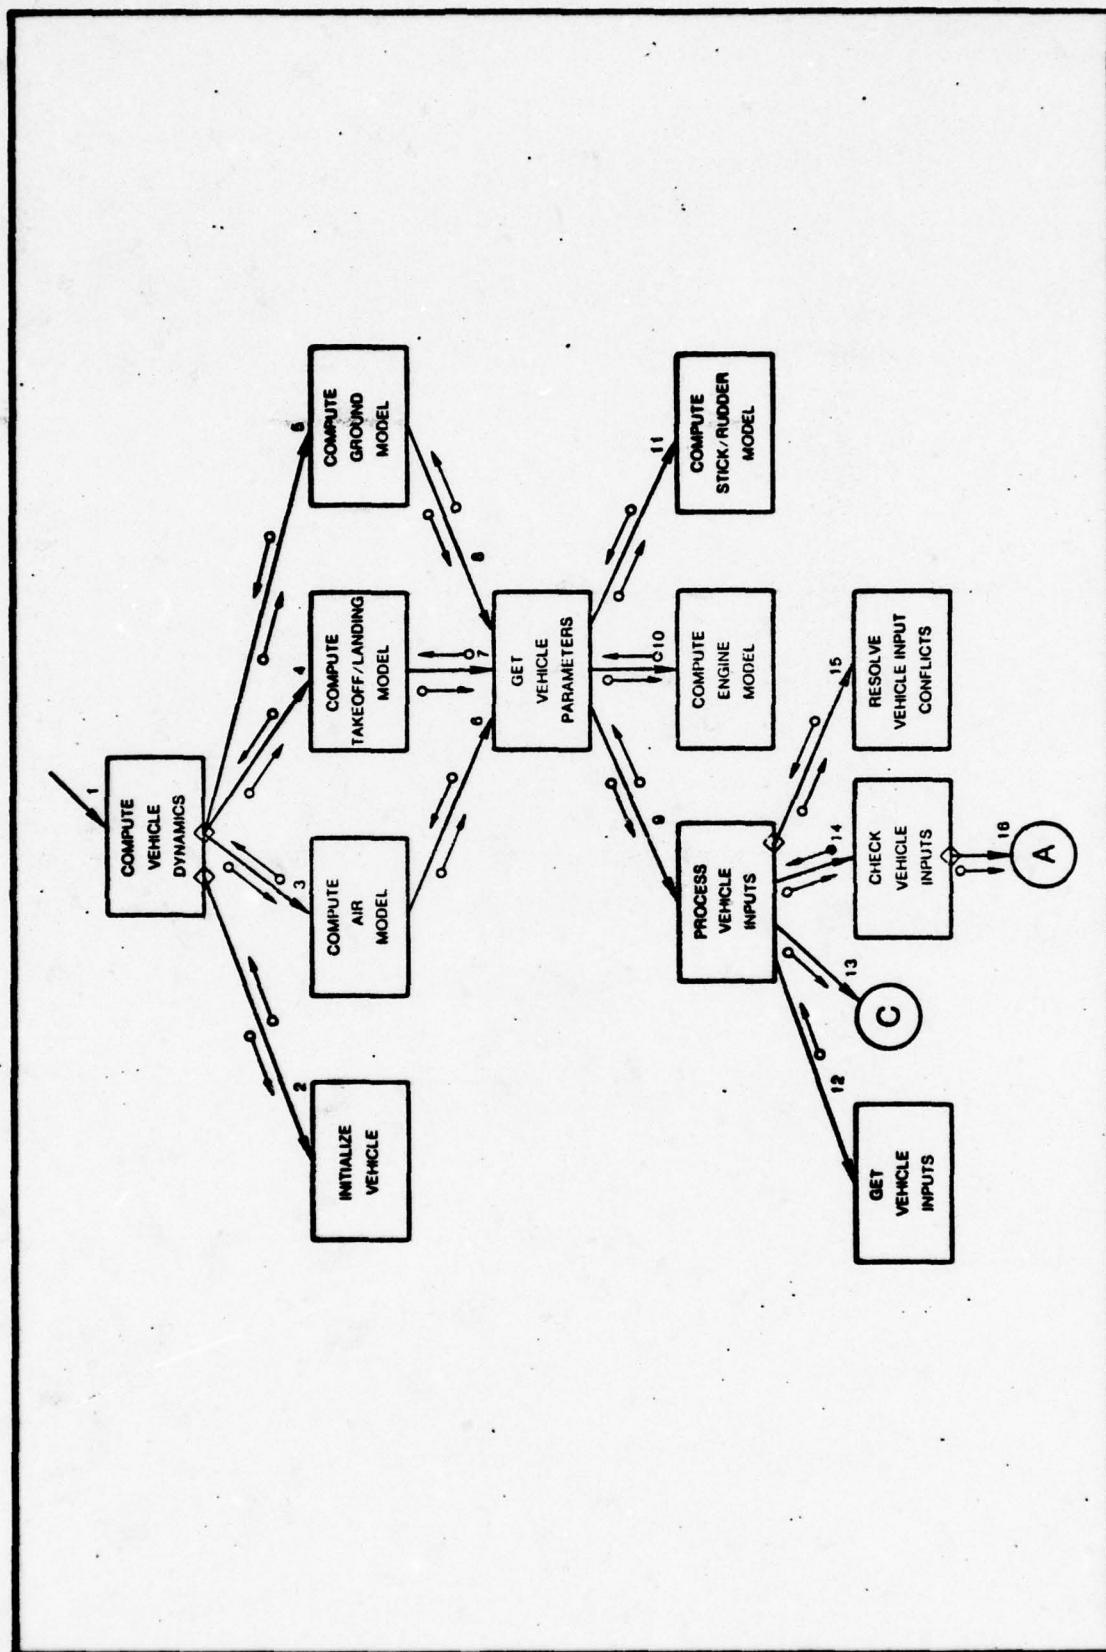 1
COMPUTE
VEHICLE
DYNAMICS
2
3
4
5
INITIALIZE
VEHICLE
COMPUTE
AIR
MODEL
COMPUTE
TAKEOFF/LANDING
MODEL
COMPUTE
GROUND
MODEL
6
7
8
GET
VEHICLE
PARAMETERS
9
10
11
PROCESS
VEHICLE
INPUTS
COMPUTE
ENGINE
MODEL
COMPUTE
STICK/RUDDER
MODEL
12
13
14
15
GET
VEHICLE
INPUTS
C
CHECK
VEHICLE
INPUTS
RESOLVE
VEHICLE INPUT
CONFLICTS
16
A